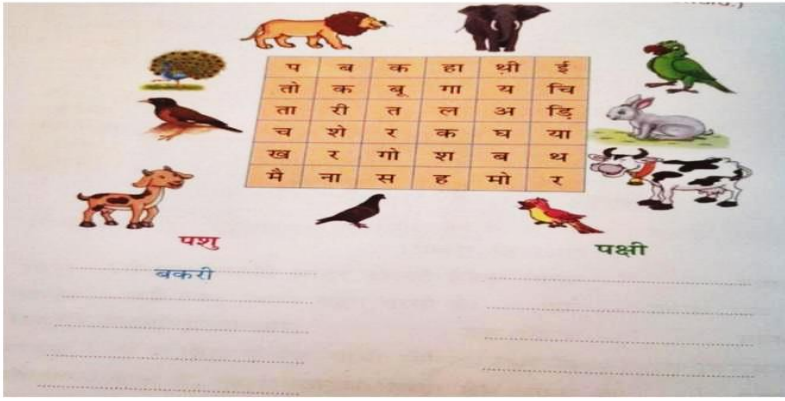 प ब क हा थी ई
तो क बू गा य चि
ता री त ल अ ड़ि
च शे र क घ या
ख र गो श ब थ
मै ना स ह मो र
पशु
पक्षी
बकरी